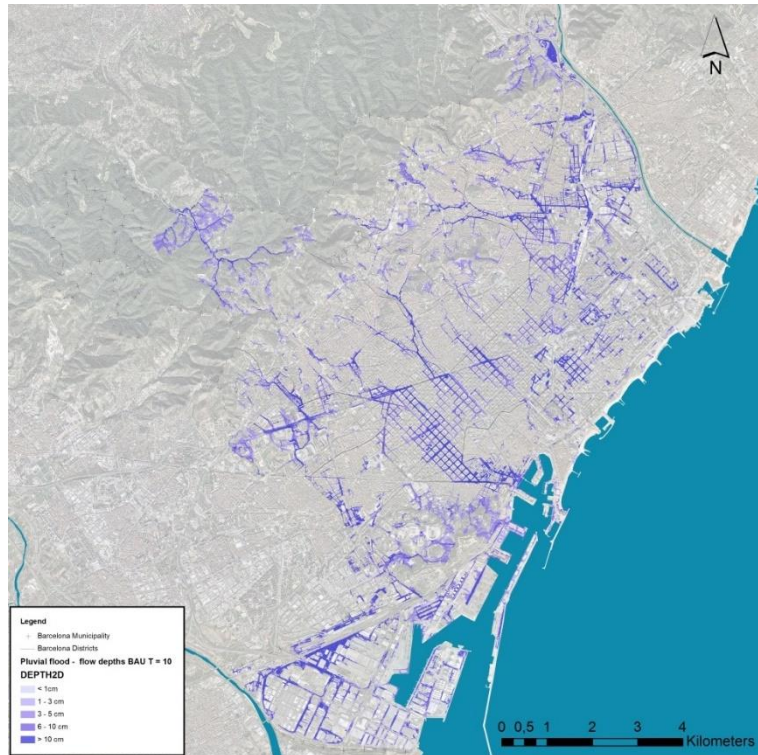 N
Legend
Barcelona Municipality
Barcelona Districts
Pluvial flood - flow depths BAU T = 10
DEPTH2D
< 1cm
1 - 3 cm
3 - 5 cm
6 - 10 cm
> 10 cm
0 0,5 1 2 3 4
Kilometers